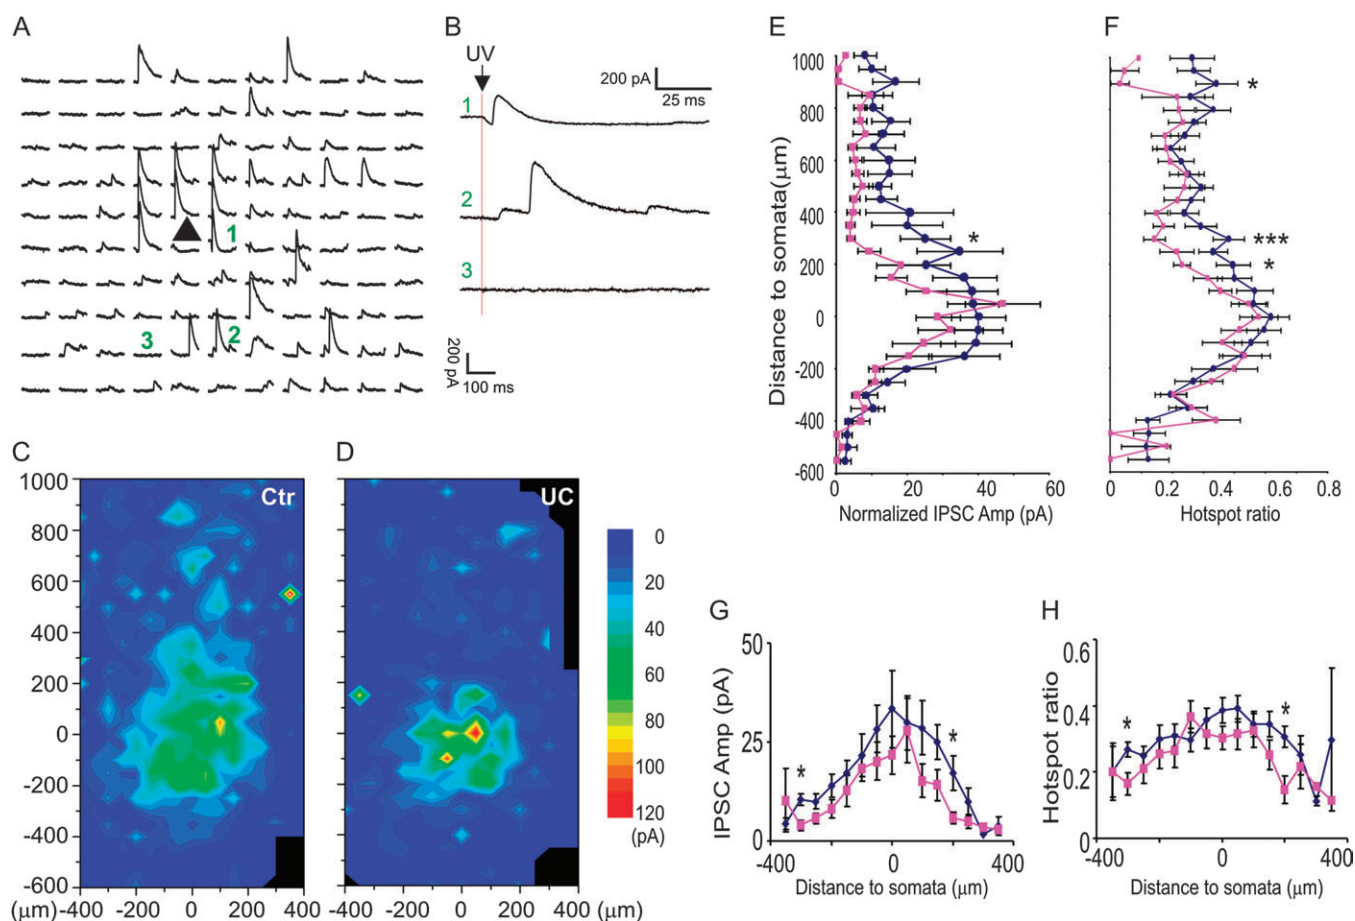 A
1
3
2
B
UV
200 pA
25 ms
1
2
3
200 pA
100 ms
C
Ctr
1000
800
600
400
200
0
-200
-400
-600
(μm)
-400
-200
0
200
400
(μm)
D
UC
-400
-200
0
200
400
0
20
40
60
80
100
120
(pA)
E
Distance to somata(μm)
1000
800
600
400
200
0
-200
-400
-600
*
0
20
40
60
Normalized IPSC Amp (pA)
F
*
***
*
0
0.2
0.4
0.6
0.8
Hotspot ratio
G
IPSC Amp (pA)
50
25
0
*
*
-400
0
400
Distance to somata (μm)
H
Hotspot ratio
0.6
0.4
0.2
0
*
*
-400
0
400
Distance to somata (μm)